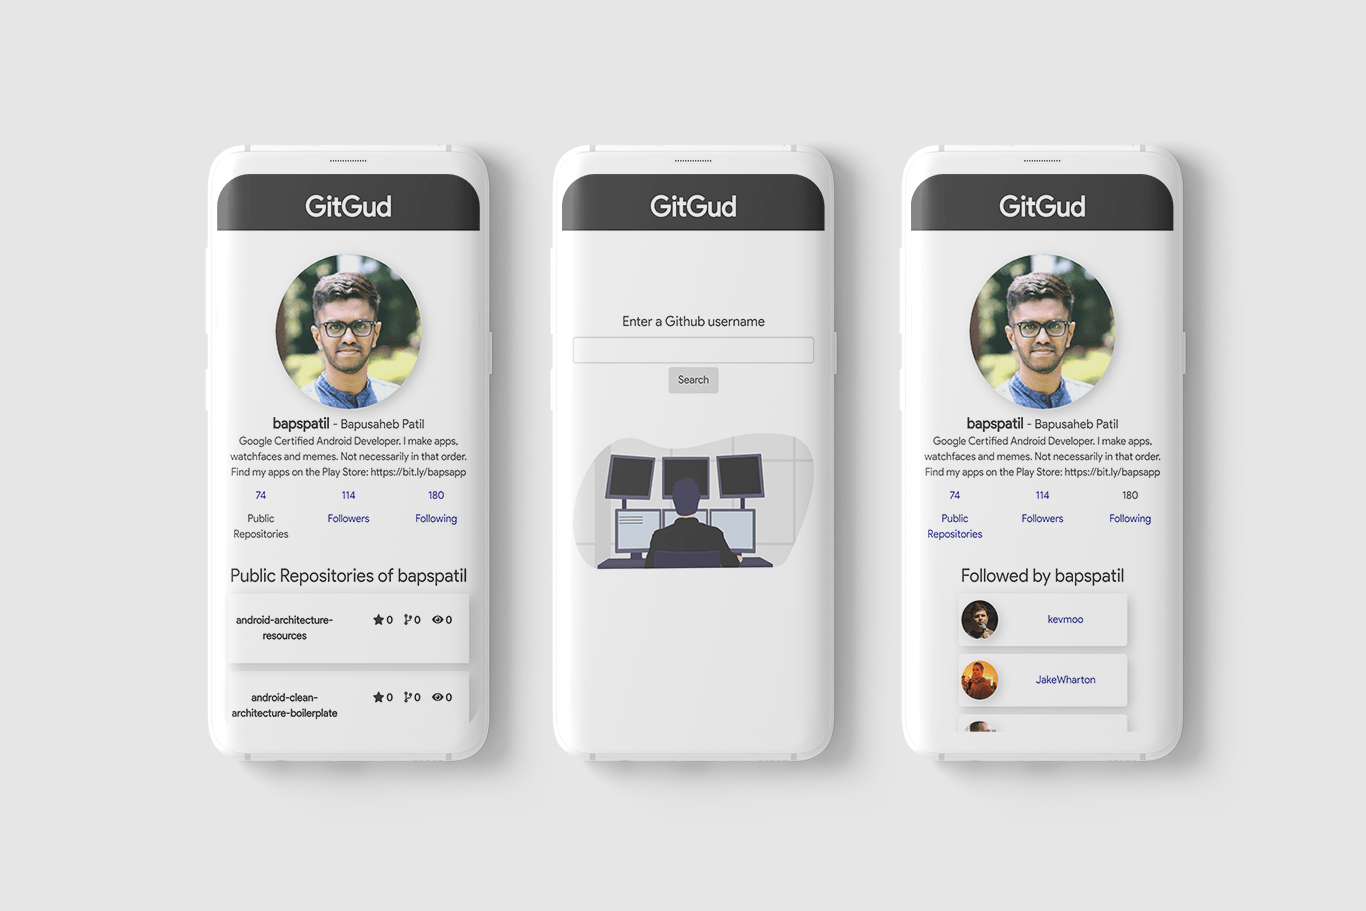 GitGud
bapspatil - Bapusaheb Patil
Google Certified Android Developer. I make apps,
watchfaces and memes. Not necessarily in that order.
Find my apps on the Play Store: https://bit.ly/bapsapp
74 114 180
Public Followers Following
Repositories
Public Repositories of bapspatil
android-architecture-
resources
0 0 0
android-clean-
architecture-boilerplate
0 0 0
GitGud
Enter a Github username
Search
GitGud
bapspatil - Bapusaheb Patil
Google Certified Android Developer. I make apps,
watchfaces and memes. Not necessarily in that order.
Find my apps on the Play Store: https://bit.ly/bapsapp
74 114 180
Public Followers Following
Repositories
Followed by bapspatil
kevmoo
JakeWharton